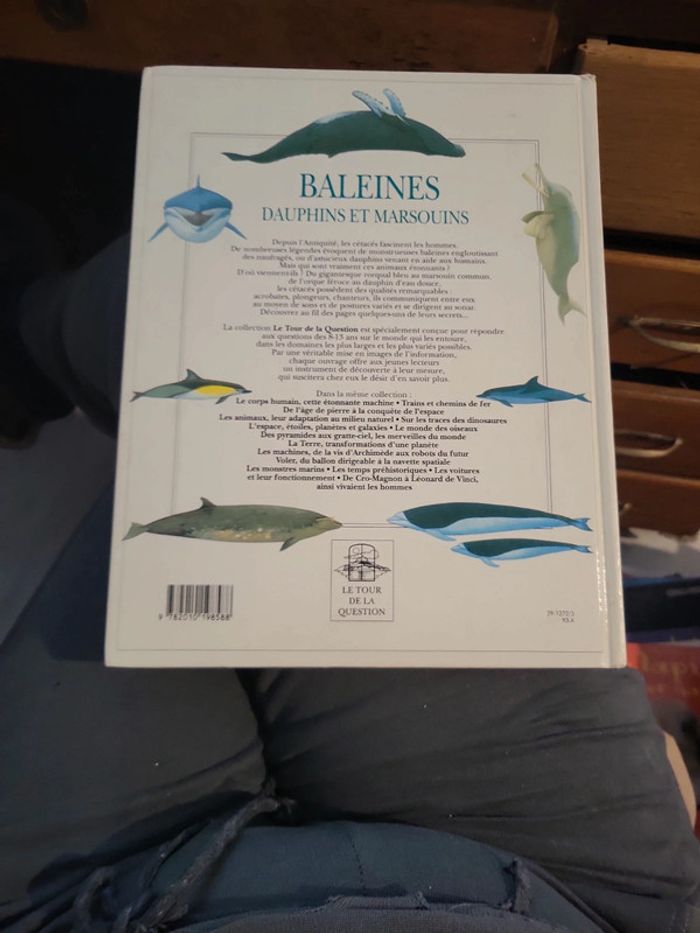 BALEINES
DAUPHINS ET MARSOUINS
Depuis l'Antiquité, les cétacés fascinent les hommes.
De nombreuses légendes évoquent de monstrueuses baleines engloutissant
des naufragés, ou d'astucieux dauphins venant en aide aux humains.
Mais qui sont vraiment ces animaux étonnants ?
D'où viennent-ils ? Du gigantesque rorqual bleu au marsouin commun,
de l'orque féroce au dauphin d'eau douce,
les cétacés possèdent des qualités remarquables :
acrobates, plongeurs, chanteurs, ils communiquent entre eux
au moyen de sons et de postures variés et se dirigent au sonar.
Découvrez au fil des pages quelques-uns de leurs secrets...
La collection Le Tour de la Question est spécialement conçue pour répondre
aux questions des 8-13 ans sur le monde qui les entoure,
dans les domaines les plus larges et les plus variés possibles.
Par une véritable mise en images de l'information,
chaque ouvrage offre aux jeunes lecteurs
un instrument de découverte à leur mesure,
qui suscitera chez eux le désir d'en savoir plus.
Dans la même collection :
Le corps humain, cette étonnante machine • Trains et chemins de fer
De l'âge de pierre à la conquête de l'espace
Les animaux, leur adaptation au milieu naturel • Sur les traces des dinosaures
L'espace, étoiles, planètes et galaxies • Le monde des oiseaux
Des pyramides aux gratte-ciel, les merveilles du monde
La Terre, transformations d'une planète
Les machines, de la vis d'Archimède aux robots du futur
Voler, du ballon dirigeable à la navette spatiale
Les monstres marins • Les temps préhistoriques • Les voitures
et leur fonctionnement • De Cro-Magnon à Léonard de Vinci,
ainsi vivaient les hommes
LE TOUR
DE LA
QUESTION
9 782010 198588
29-1372/3
93-X